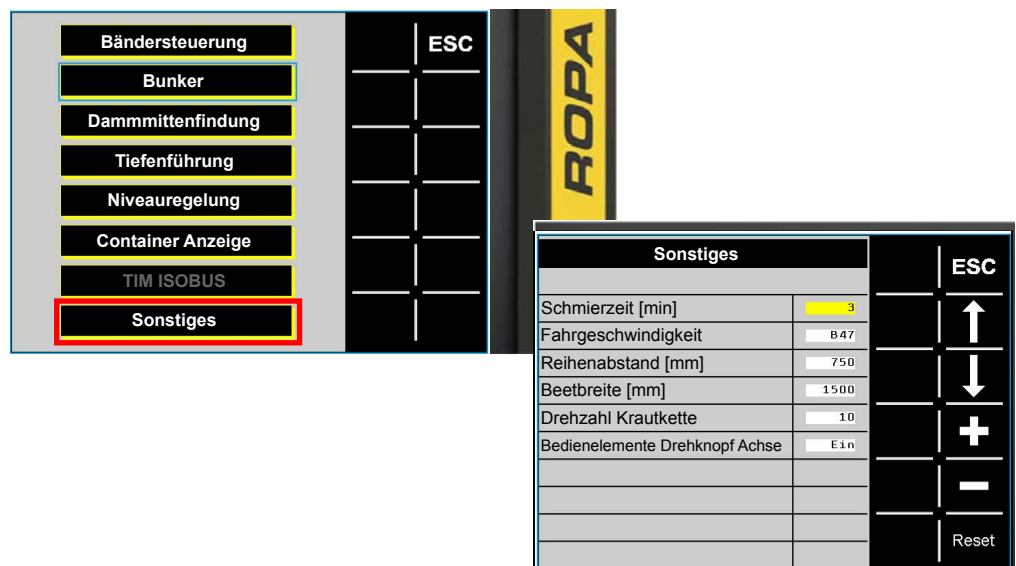 Bändersteuerung
ESC
Bunker
Dammmittenfindung
Tiefenführung
Niveauregelung
Container Anzeige
TIM ISOBUS
Sonstiges
ROPA
Sonstiges
ESC
Schmierzeit [min] 3
Fahrgeschwindigkeit B47
Reihenabstand [mm] 750
Beetbreite [mm] 1500
Drehzahl Krautkette 10
Bedienelemente Drehknopf Achse Ein
Reset